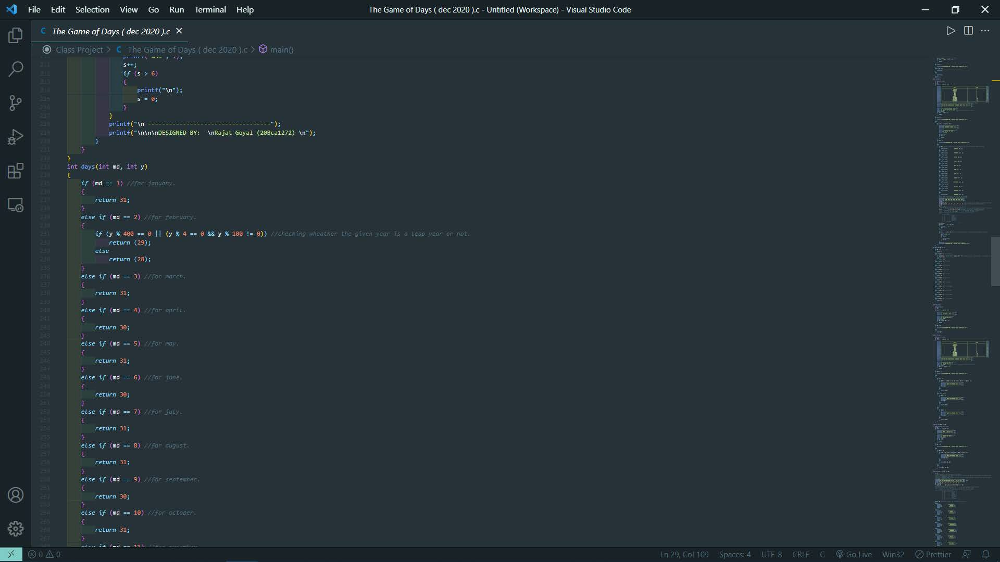 File Edit Selection View Go Run Terminal Help
The Game of Days ( dec 2020 ).c - Untitled (Workspace) - Visual Studio Code
C The Game of Days ( dec 2020 ).c
Class Project > C The Game of Days ( dec 2020 ).c > main()
s++;
if (s > 6)
{
printf("\n");
s = 0;
}
}
printf("\n -----------------------------------");
printf("\n\n\nDESIGNED BY: -\nRajat Goyal (20Bca1272) \n");
}
}
}
int days(int md, int y)
{
if (md == 1) //for january.
{
return 31;
}
else if (md == 2) //for february.
{
if (y % 400 == 0 || (y % 4 == 0 && y % 100 != 0)) //checking wheather the given year is a leap year or not.
return (29);
else
return (28);
}
else if (md == 3) //for march.
{
return 31;
}
else if (md == 4) //for april.
{
return 30;
}
else if (md == 5) //for may.
{
return 31;
}
else if (md == 6) //for june.
{
return 30;
}
else if (md == 7) //for july.
{
return 31;
}
else if (md == 8) //for august.
{
return 31;
}
else if (md == 9) //for september.
{
return 30;
}
else if (md == 10) //for october.
{
return 31;
}
else if (md == 11) //for november.
0 0 Ln 29, Col 109 Spaces: 4 UTF-8 CRLF C Go Live Win32 Prettier